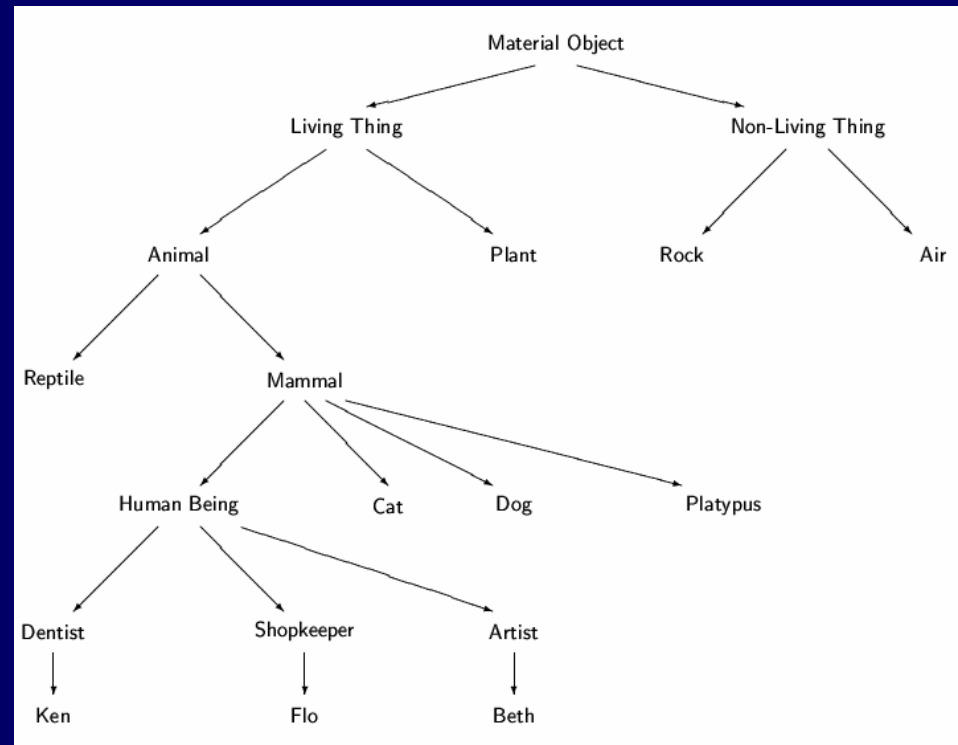 Material Object
Living Thing
Non-Living Thing
Animal
Plant
Rock
Air
Reptile
Mammal
Human Being
Cat
Dog
Platypus
Dentist
Shopkeeper
Artist
Ken
Flo
Beth